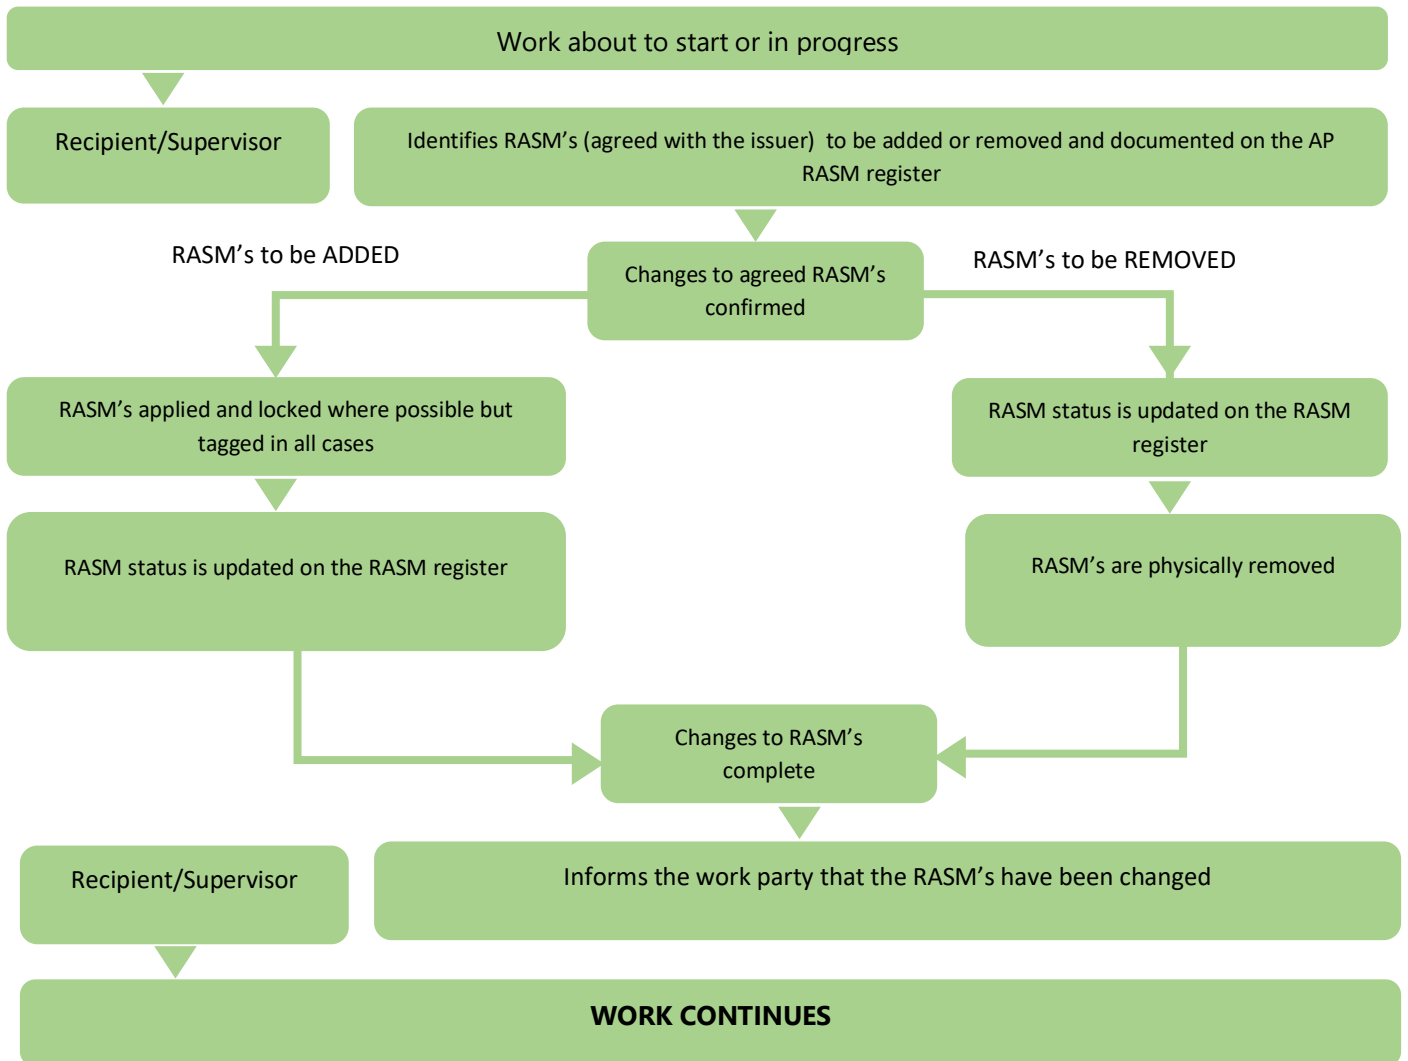 Work about to start or in progress
Recipient/Supervisor
Identifies RASM’s (agreed with the issuer)  to be added or removed and documented on the AP
RASM register
RASM’s to be ADDED
Changes to agreed RASM’s
confirmed
RASM’s to be REMOVED
RASM’s applied and locked where possible but
tagged in all cases
RASM status is updated on the RASM
register
RASM status is updated on the RASM register
RASM’s are physically removed
Changes to RASM’s
complete
Recipient/Supervisor
Informs the work party that the RASM’s have been changed
WORK CONTINUES